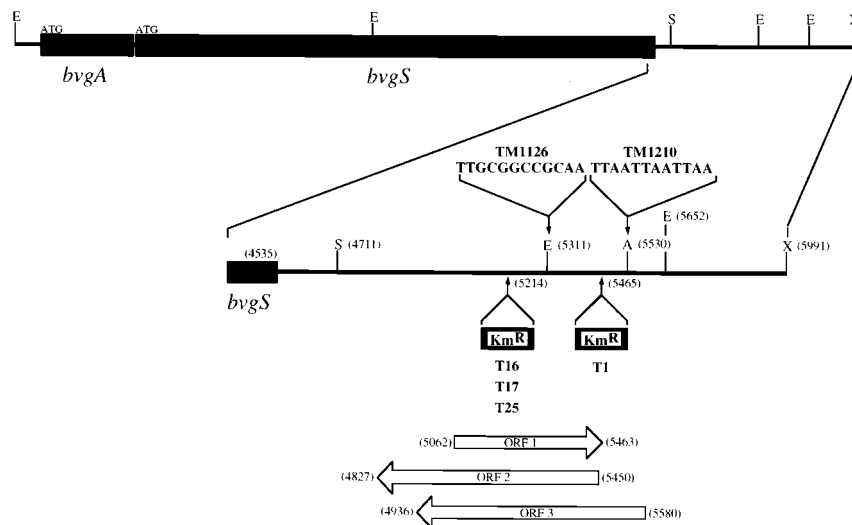 E E S E E X
ATG ATG
bvgA bvgS
TM1126 TM1210
TTGCGGCCGCAA TTAATTAATTAA
E (5652)
(4535) S (4711) E (5311) A (5530) X (5991)
bvgS (5214) (5465)
KmR KmR
T16 T1
T17
T25
(5062) ORF 1 (5463)
(4827) ORF 2 (5450)
(4936) ORF 3 (5580)